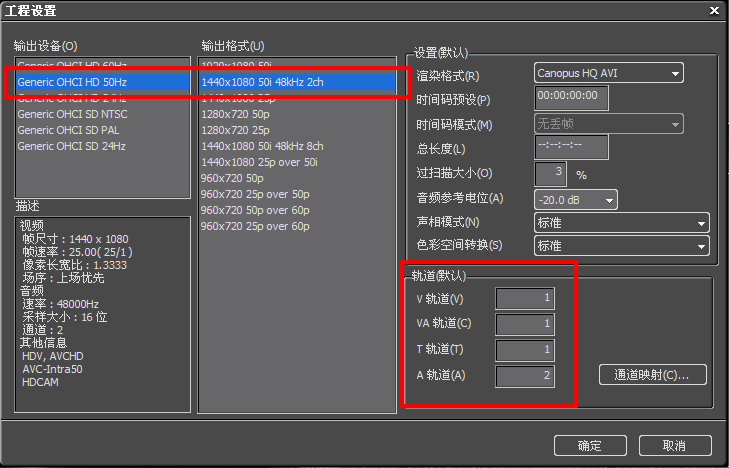 工程设置
输出设备(O)
Generic OHCI HD 60Hz
Generic OHCI HD 50Hz
Generic OHCI HD 24Hz
Generic OHCI SD NTSC
Generic OHCI SD PAL
Generic OHCI SD 24Hz
描述
视频
帧尺寸：1440 x 1080
帧速率：25.00( 25/1 )
像素长宽比：1.3333
场序：上场优先
音频
速率：48000Hz
采样大小：16 位
通道：2
其他信息
HDV, AVCHD
AVC-Intra50
HDCAM
输出格式(U)
1920x1080 50i
1440x1080 50i 48kHz 2ch
1440x1080 25p
1280x720 50p
1280x720 25p
1440x1080 50i 48kHz 8ch
1440x1080 25p over 50i
960x720 50p
960x720 25p over 50p
960x720 50p over 60p
960x720 25p over 60p
设置(默认)
渲染格式(R) Canopus HQ AVI
时间码预设(P) 00:00:00:00
时间码模式(M) 无丢帧
总长度(L) --:--:--:--
过扫描大小(O) 3 %
音频参考电位(A) -20.0 dB
声相模式(N) 标准
色彩空间转换(S) 标准
轨道(默认)
V 轨道(V) 1
VA 轨道(C) 1
T 轨道(T) 1
A 轨道(A) 2
通道映射(C)...
确定
取消